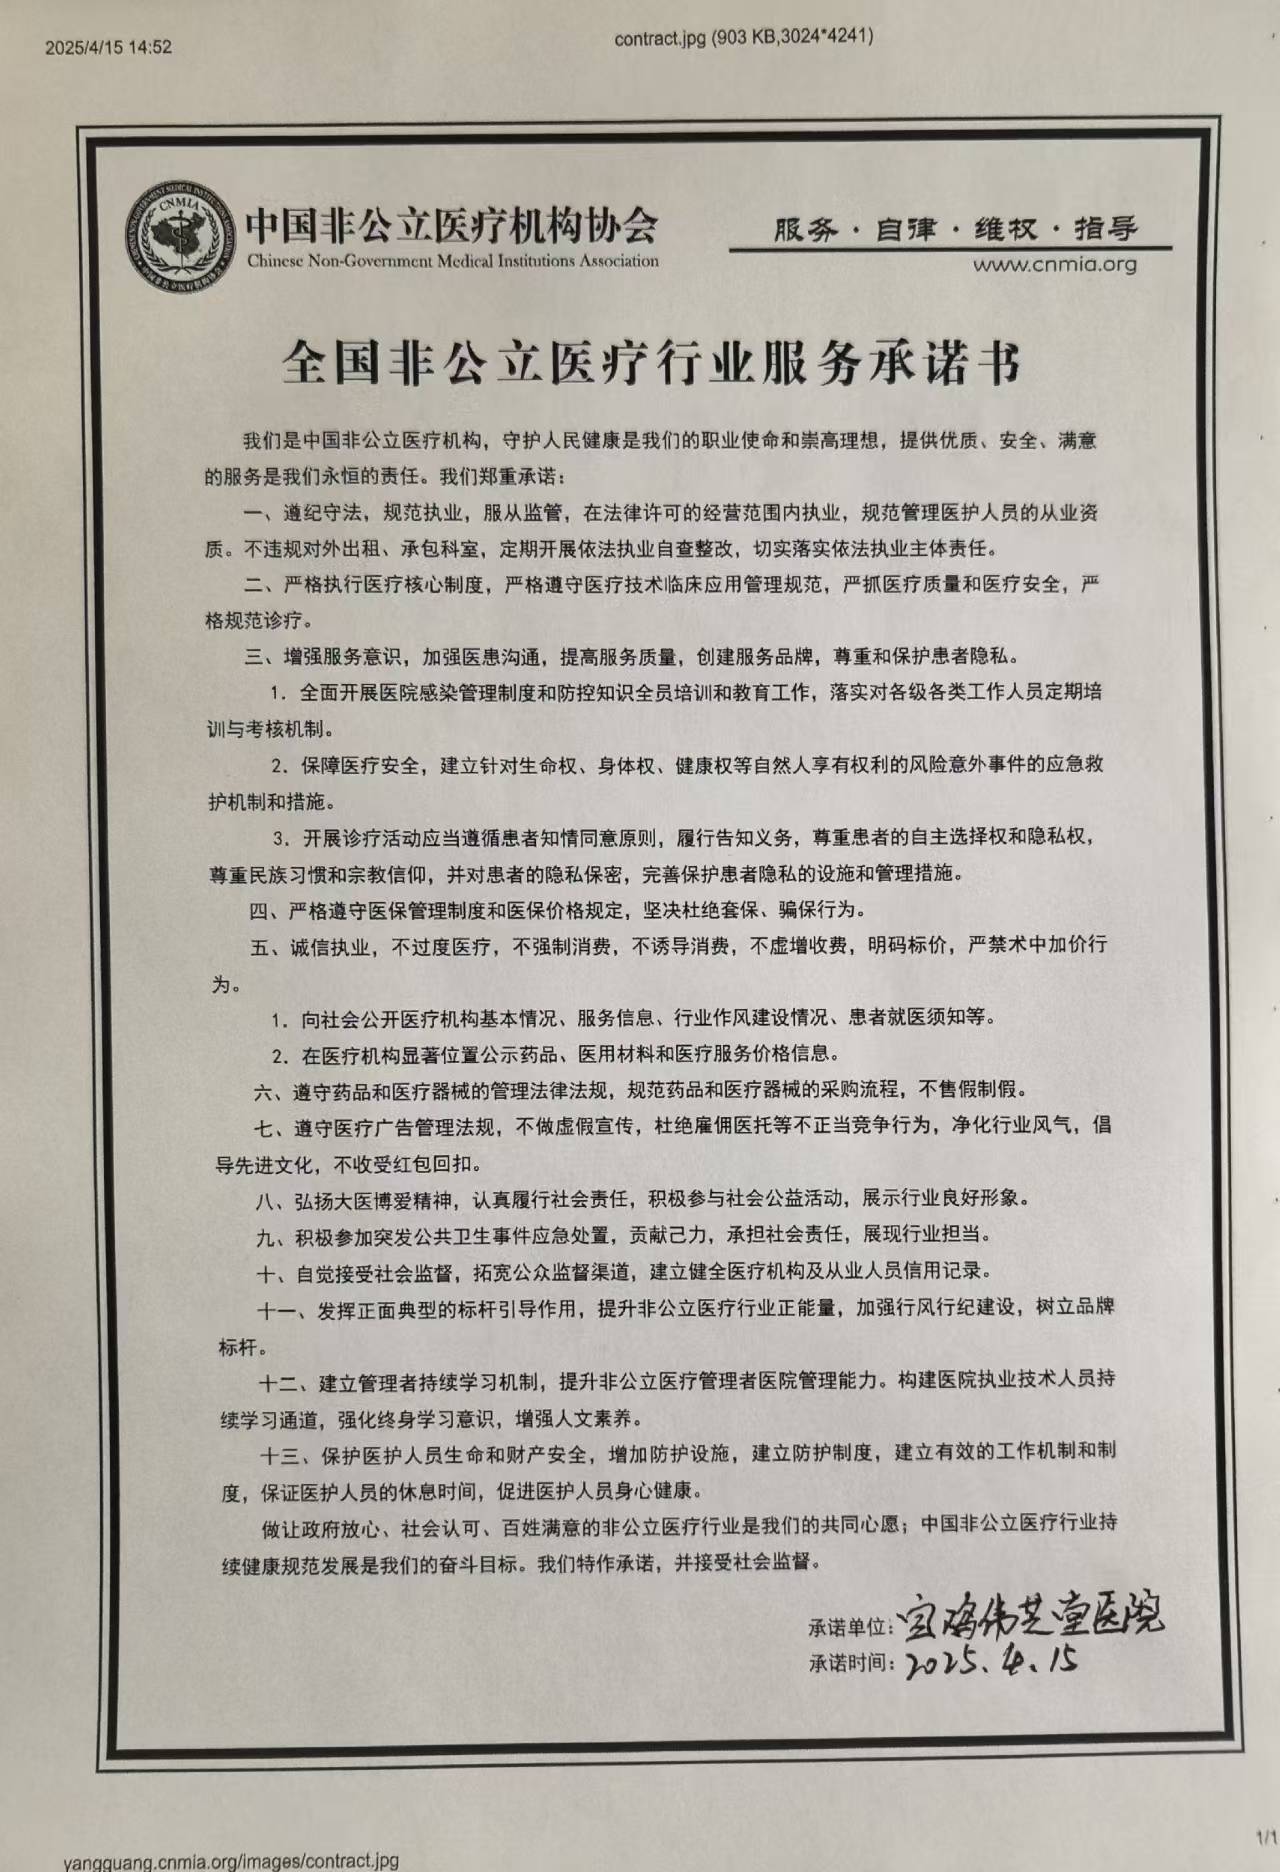 2025/4/15 14:52
contract.jpg (903 KB,3024*4241)
CHINESE NON-GOVERNMENT MEDICAL INSTITUTIONS ASSOCIATION
CNMIA
中国非公立医疗机构协会
中国非公立医疗机构协会
Chinese Non-Government Medical Institutions Association
服务·自律·维权·指导
www.cnmia.org
全国非公立医疗行业服务承诺书
我们是中国非公立医疗机构，守护人民健康是我们的职业使命和崇高理想，提供优质、安全、满意
的服务是我们永恒的责任。我们郑重承诺：
一、遵纪守法，规范执业，服从监管，在法律许可的经营范围内执业，规范管理医护人员的从业资
质。不违规对外出租、承包科室，定期开展依法执业自查整改，切实落实依法执业主体责任。
二、严格执行医疗核心制度，严格遵守医疗技术临床应用管理规范，严抓医疗质量和医疗安全，严
格规范诊疗。
三、增强服务意识，加强医患沟通，提高服务质量，创建服务品牌，尊重和保护患者隐私。
1．全面开展医院感染管理制度和防控知识全员培训和教育工作，落实对各级各类工作人员定期培
训与考核机制。
2．保障医疗安全，建立针对生命权、身体权、健康权等自然人享有权利的风险意外事件的应急救
护机制和措施。
3．开展诊疗活动应当遵循患者知情同意原则，履行告知义务，尊重患者的自主选择权和隐私权，
尊重民族习惯和宗教信仰，并对患者的隐私保密，完善保护患者隐私的设施和管理措施。
四、严格遵守医保管理制度和医保价格规定，坚决杜绝套保、骗保行为。
五、诚信执业，不过度医疗，不强制消费，不诱导消费，不虚增收费，明码标价，严禁术中加价行
为。
1．向社会公开医疗机构基本情况、服务信息、行业作风建设情况、患者就医须知等。
2．在医疗机构显著位置公示药品、医用材料和医疗服务价格信息。
六、遵守药品和医疗器械的管理法律法规，规范药品和医疗器械的采购流程，不售假制假。
七、遵守医疗广告管理法规，不做虚假宣传，杜绝雇佣医托等不正当竞争行为，净化行业风气，倡
导先进文化，不收受红包回扣。
八、弘扬大医博爱精神，认真履行社会责任，积极参与社会公益活动，展示行业良好形象。
九、积极参加突发公共卫生事件应急处置，贡献己力，承担社会责任，展现行业担当。
十、自觉接受社会监督，拓宽公众监督渠道，建立健全医疗机构及从业人员信用记录。
十一、发挥正面典型的标杆引导作用，提升非公立医疗行业正能量，加强行风行纪建设，树立品牌
标杆。
十二、建立管理者持续学习机制，提升非公立医疗管理者医院管理能力。构建医院执业技术人员持
续学习通道，强化终身学习意识，增强人文素养。
十三、保护医护人员生命和财产安全，增加防护设施，建立防护制度，建立有效的工作机制和制
度，保证医护人员的休息时间，促进医护人员身心健康。
做让政府放心、社会认可、百姓满意的非公立医疗行业是我们的共同心愿；中国非公立医疗行业持
续健康规范发展是我们的奋斗目标。我们特作承诺，并接受社会监督。
承诺单位：宝鸡伟芝堂医院
承诺时间：2025.4.15
1/1
yangguang.cnmia.org/images/contract.jpg